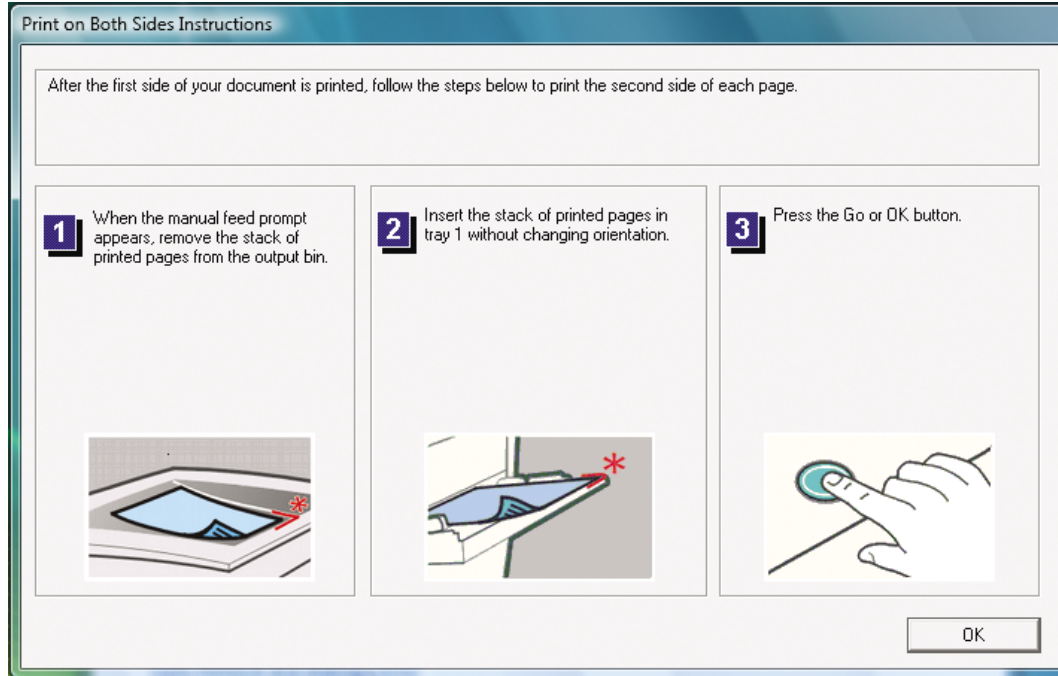 Print on Both Sides Instructions
After the first side of your document is printed, follow the steps below to print the second side of each page.
1
When the manual feed prompt
appears, remove the stack of
printed pages from the output bin.
2
Insert the stack of printed pages in
tray 1 without changing orientation.
3
Press the Go or OK button.
OK